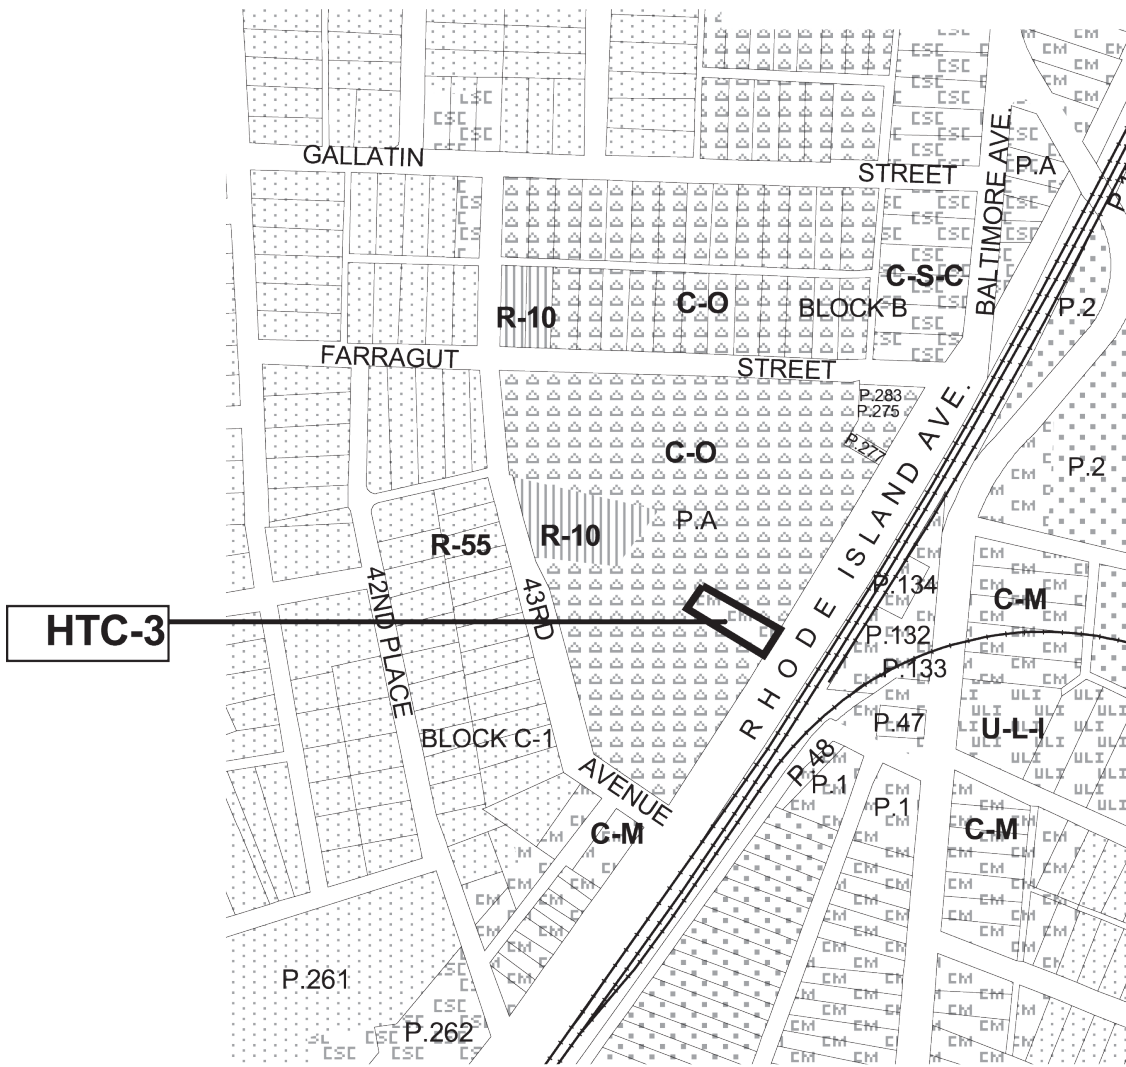 GALLATIN
STREET
P.A
BALTIMORE AVE.
C-S-C
C-O
BLOCK B
R-10
P.2
FARRAGUT
STREET
P.283
P.275
P.277
C-O
P.2
P.A
R-10
R-55
RHODE ISLAND AVE.
42ND PLACE
43RD
AVENUE
P.134
C-M
HTC-3
P.132
P.133
P.47
U-L-I
BLOCK C-1
P.48
P.1
P.1
C-M
C-M
P.261
P.262